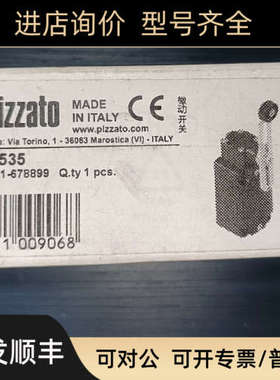 进店询价 型号齐全
izzato
MADE
IN ITALY
CE
www.pizzato.com
微动开关
e: Via Torino, 1 - 36063 Marostica (VI) - ITALY
535
1-678899 Q.ty 1 pcs.
1 009068
发顺丰
可对公 可开专票/普